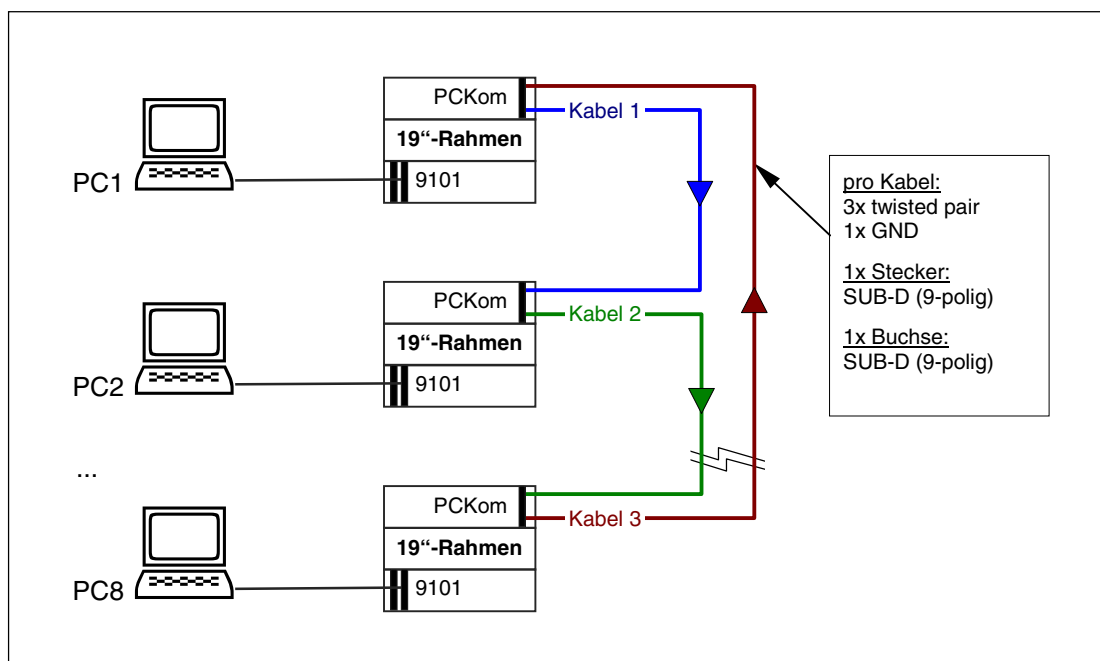 PCKom
Kabel 1
19“-Rahmen
9101
PC1
pro Kabel:
3x twisted pair
1x GND
1x Stecker:
SUB-D (9-polig)
1x Buchse:
SUB-D (9-polig)
PCKom
Kabel 2
19“-Rahmen
9101
PC2
...
PCKom
Kabel 3
19“-Rahmen
9101
PC8